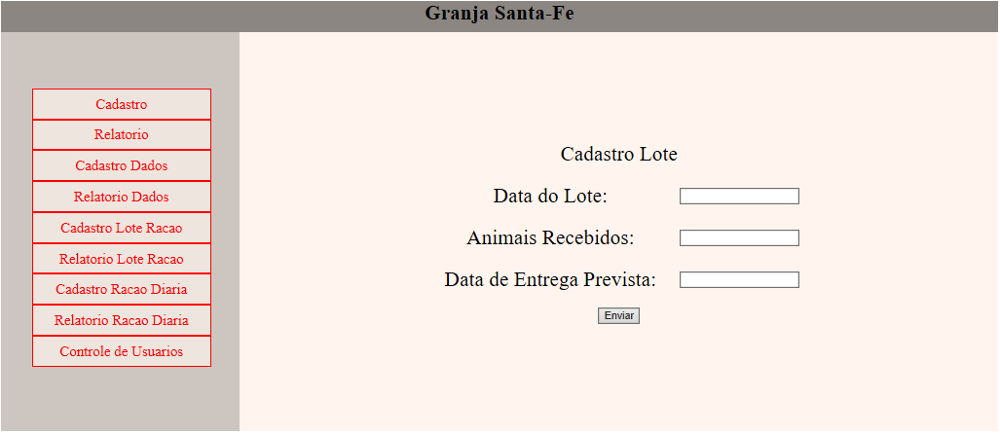 Granja Santa-Fe
Cadastro
Relatorio
Cadastro Dados
Relatorio Dados
Cadastro Lote Racao
Relatorio Lote Racao
Cadastro Racao Diaria
Relatorio Racao Diaria
Controle de Usuarios
Cadastro Lote
Data do Lote:
Animais Recebidos:
Data de Entrega Prevista:
Enviar